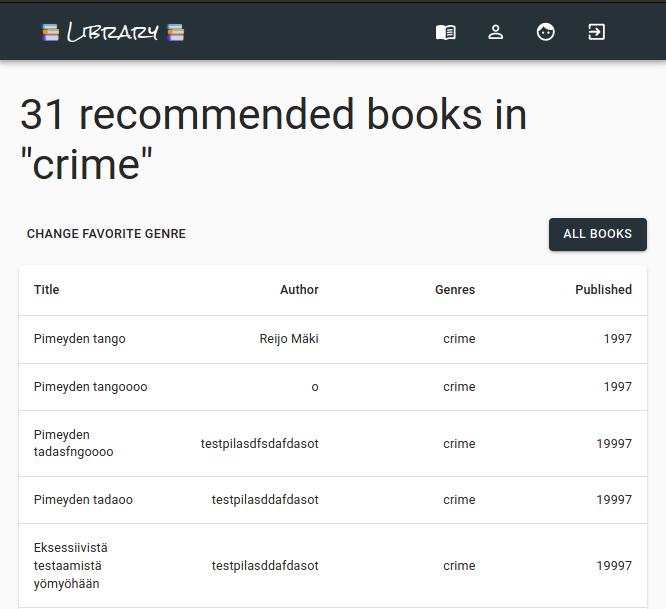 Library
31 recommended books in
"crime"
CHANGE FAVORITE GENRE ALL BOOKS
Title Author Genres Published
Pimeyden tango Reijo Mäki crime 1997
Pimeyden tangoooo o crime 1997
Pimeyden
tadasfngoooo testpilasdfsdafdasot crime 19997
Pimeyden tadaoo testpilasddafdasot crime 19997
Eksessiivistä
testaamista testpilasddafdasot crime 19997
yömyöhään